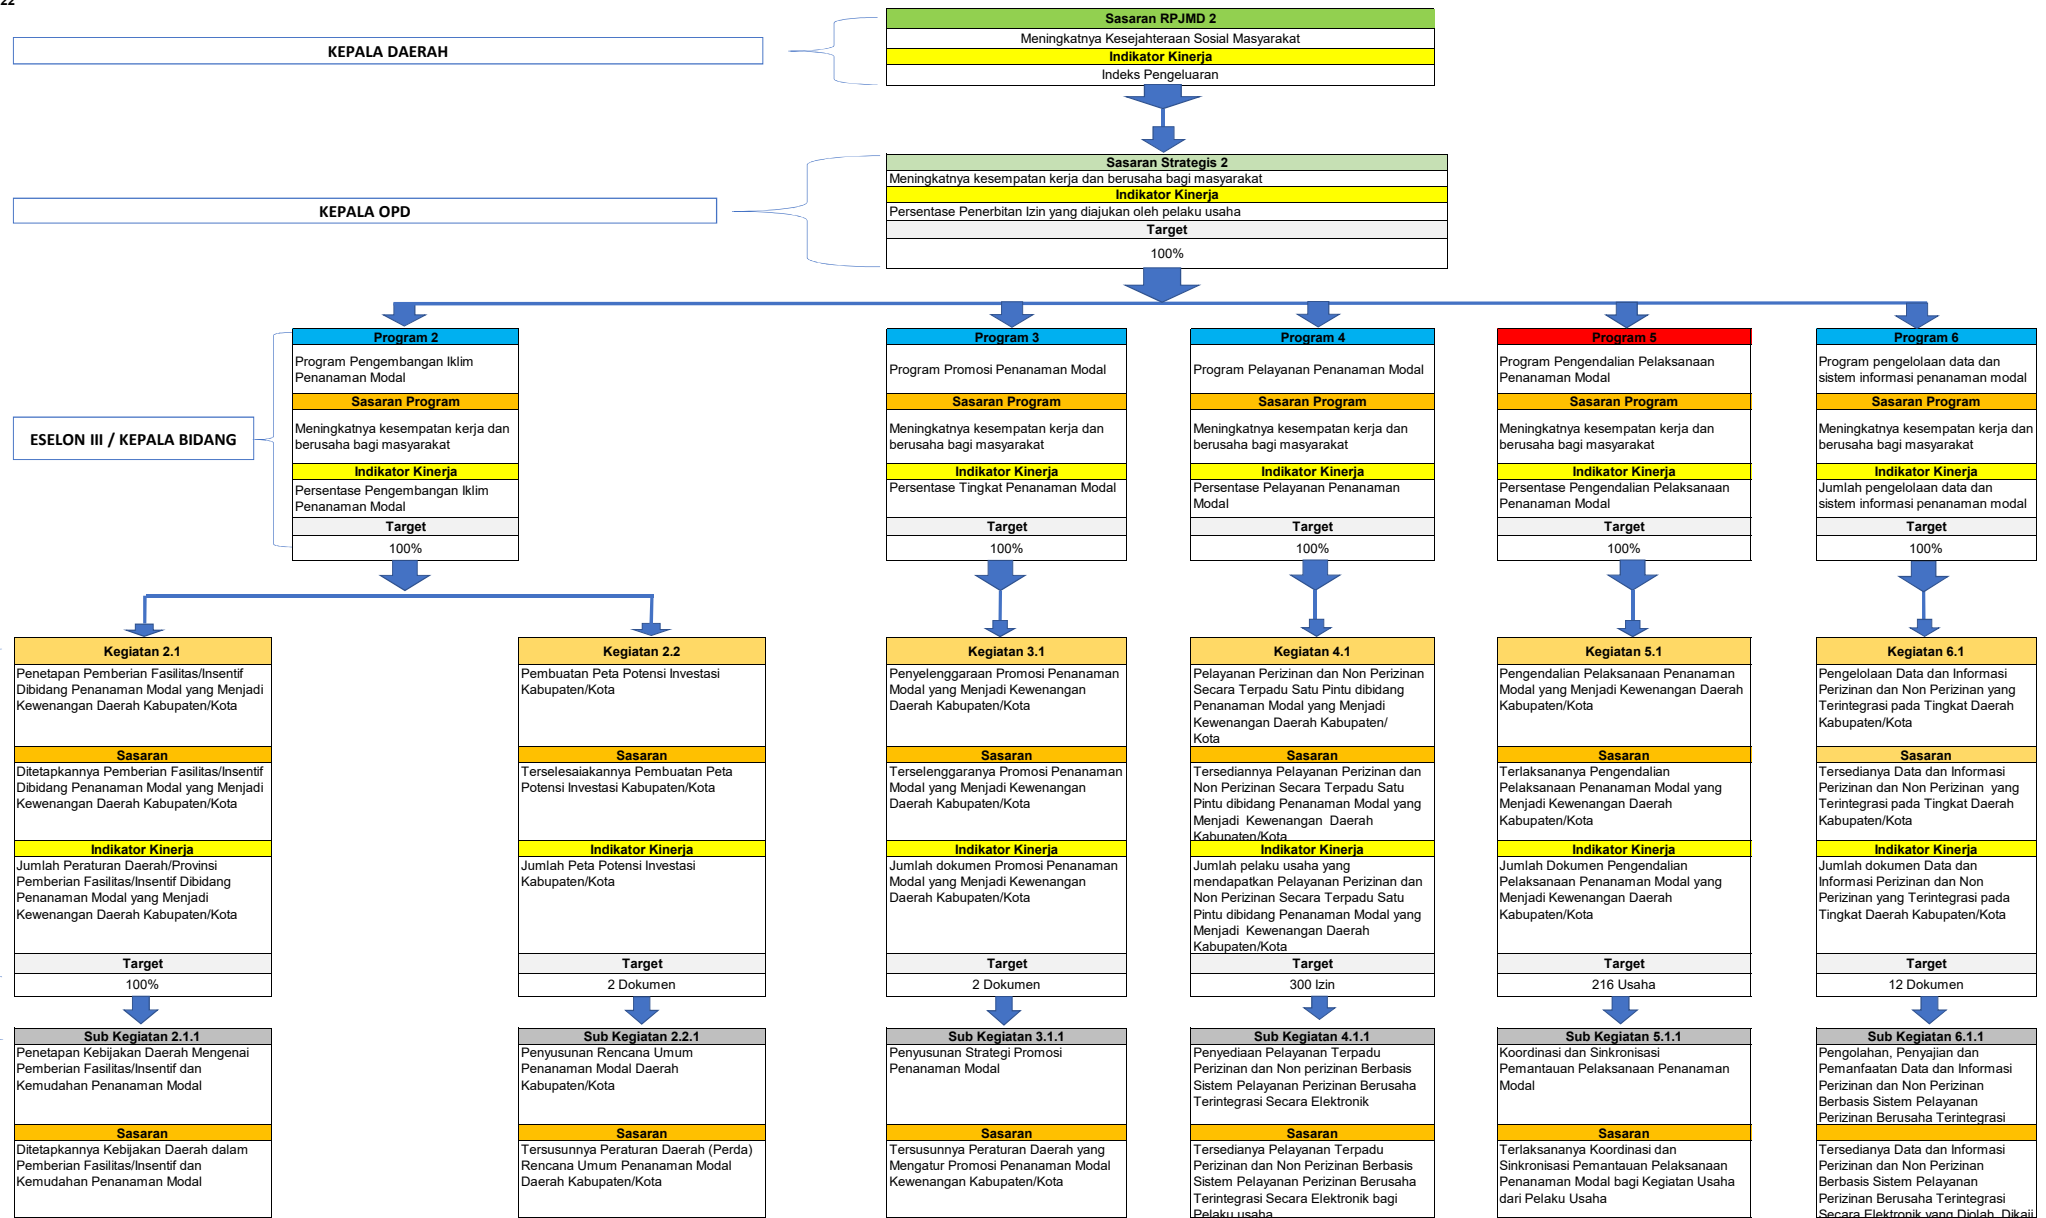 22
Sasaran RPJMD 2
Meningkatnya Kesejahteraan Sosial Masyarakat
Indikator Kinerja
Indeks Pengeluaran
KEPALA DAERAH
Sasaran Strategis 2
Meningkatnya kesempatan kerja dan berusaha bagi masyarakat
Indikator Kinerja
Persentase Penerbitan Izin yang diajukan oleh pelaku usaha
Target
100%
KEPALA OPD
ESELON III / KEPALA BIDANG
Program 2
Program Pengembangan Iklim
Penanaman Modal
Sasaran Program
Meningkatnya kesempatan kerja dan
berusaha bagi masyarakat
Indikator Kinerja
Persentase Pengembangan Iklim
Penanaman Modal
Target
100%
Program 3
Program Promosi Penanaman Modal
Sasaran Program
Meningkatnya kesempatan kerja dan
berusaha bagi masyarakat
Indikator Kinerja
Persentase Tingkat Penanaman Modal
Target
100%
Program 4
Program Pelayanan Penanaman Modal
Sasaran Program
Meningkatnya kesempatan kerja dan
berusaha bagi masyarakat
Indikator Kinerja
Persentase Pelayanan Penanaman
Modal
Target
100%
Program 5
Program Pengendalian Pelaksanaan
Penanaman Modal
Sasaran Program
Meningkatnya kesempatan kerja dan
berusaha bagi masyarakat
Indikator Kinerja
Persentase Pengendalian Pelaksanaan
Penanaman Modal
Target
100%
Program 6
Program pengelolaan data dan
sistem informasi penanaman modal
Sasaran Program
Meningkatnya kesempatan kerja dan
berusaha bagi masyarakat
Indikator Kinerja
Jumlah pengelolaan data dan
sistem informasi penanaman modal
Target
100%
Kegiatan 2.1
Penetapan Pemberian Fasilitas/Insentif
Dibidang Penanaman Modal yang Menjadi
Kewenangan Daerah Kabupaten/Kota
Sasaran
Ditetapkannya Pemberian Fasilitas/Insentif
Dibidang Penanaman Modal yang Menjadi
Kewenangan Daerah Kabupaten/Kota
Indikator Kinerja
Jumlah Peraturan Daerah/Provinsi
Pemberian Fasilitas/Insentif Dibidang
Penanaman Modal yang Menjadi
Kewenangan Daerah Kabupaten/Kota
Target
100%
Kegiatan 2.2
Pembuatan Peta Potensi Investasi
Kabupaten/Kota
Sasaran
Terselesaiakannya Pembuatan Peta
Potensi Investasi Kabupaten/Kota
Indikator Kinerja
Jumlah Peta Potensi Investasi
Kabupaten/Kota
Target
2 Dokumen
Kegiatan 3.1
Penyelenggaraan Promosi Penanaman
Modal yang Menjadi Kewenangan
Daerah Kabupaten/Kota
Sasaran
Terselenggaranya Promosi Penanaman
Modal yang Menjadi Kewenangan
Daerah Kabupaten/Kota
Indikator Kinerja
Jumlah dokumen Promosi Penanaman
Modal yang Menjadi Kewenangan
Daerah Kabupaten/Kota
Target
2 Dokumen
Kegiatan 4.1
Pelayanan Perizinan dan Non Perizinan
Secara Terpadu Satu Pintu dibidang
Penanaman Modal yang Menjadi
Kewenangan Daerah Kabupaten/
Kota
Sasaran
Tersediannya Pelayanan Perizinan dan
Non Perizinan Secara Terpadu Satu
Pintu dibidang Penanaman Modal yang
Menjadi Kewenangan Daerah
Kabupaten/Kota
Indikator Kinerja
Jumlah pelaku usaha yang
mendapatkan Pelayanan Perizinan dan
Non Perizinan Secara Terpadu Satu
Pintu dibidang Penanaman Modal yang
Menjadi Kewenangan Daerah
Kabupaten/Kota
Target
300 Izin
Kegiatan 5.1
Pengendalian Pelaksanaan Penanaman
Modal yang Menjadi Kewenangan Daerah
Kabupaten/Kota
Sasaran
Terlaksananya Pengendalian
Pelaksanaan Penanaman Modal yang
Menjadi Kewenangan Daerah
Kabupaten/Kota
Indikator Kinerja
Jumlah Dokumen Pengendalian
Pelaksanaan Penanaman Modal yang
Menjadi Kewenangan Daerah
Kabupaten/Kota
Target
216 Usaha
Kegiatan 6.1
Pengelolaan Data dan Informasi
Perizinan dan Non Perizinan yang
Terintegrasi pada Tingkat Daerah
Kabupaten/Kota
Sasaran
Tersedianya Data dan Informasi
Perizinan dan Non Perizinan yang
Terintegrasi pada Tingkat Daerah
Kabupaten/Kota
Indikator Kinerja
Jumlah dokumen Data dan
Informasi Perizinan dan Non
Perizinan yang Terintegrasi pada
Tingkat Daerah Kabupaten/Kota
Target
12 Dokumen
Sub Kegiatan 2.1.1
Penetapan Kebijakan Daerah Mengenai
Pemberian Fasilitas/Insentif dan
Kemudahan Penanaman Modal
Sasaran
Ditetapkannya Kebijakan Daerah dalam
Pemberian Fasilitas/Insentif dan
Kemudahan Penanaman Modal
Sub Kegiatan 2.2.1
Penyusunan Rencana Umum
Penanaman Modal Daerah
Kabupaten/Kota
Sasaran
Tersusunnya Peraturan Daerah (Perda)
Rencana Umum Penanaman Modal
Daerah Kabupaten/Kota
Sub Kegiatan 3.1.1
Penyusunan Strategi Promosi
Penanaman Modal
Sasaran
Tersusunnya Peraturan Daerah yang
Mengatur Promosi Penanaman Modal
Kewenangan Kabupaten/Kota
Sub Kegiatan 4.1.1
Penyediaan Pelayanan Terpadu
Perizinan dan Non perizinan Berbasis
Sistem Pelayanan Perizinan Berusaha
Terintegrasi Secara Elektronik
Sasaran
Tersedianya Pelayanan Terpadu
Perizinan dan Non Perizinan Berbasis
Sistem Pelayanan Perizinan Berusaha
Terintegrasi Secara Elektronik bagi
Pelaku usaha
Sub Kegiatan 5.1.1
Koordinasi dan Sinkronisasi
Pemantauan Pelaksanaan Penanaman
Modal
Sasaran
Terlaksananya Koordinasi dan
Sinkronisasi Pemantauan Pelaksanaan
Penanaman Modal bagi Kegiatan Usaha
dari Pelaku Usaha
Sub Kegiatan 6.1.1
Pengolahan, Penyajian dan
Pemanfaatan Data dan Informasi
Perizinan dan Non Perizinan
Berbasis Sistem Pelayanan
Perizinan Berusaha Terintegrasi
Tersedianya Data dan Informasi
Perizinan dan Non Perizinan
Berbasis Sistem Pelayanan
Perizinan Berusaha Terintegrasi
Secara Elektronik yang Diolah, Dikaji